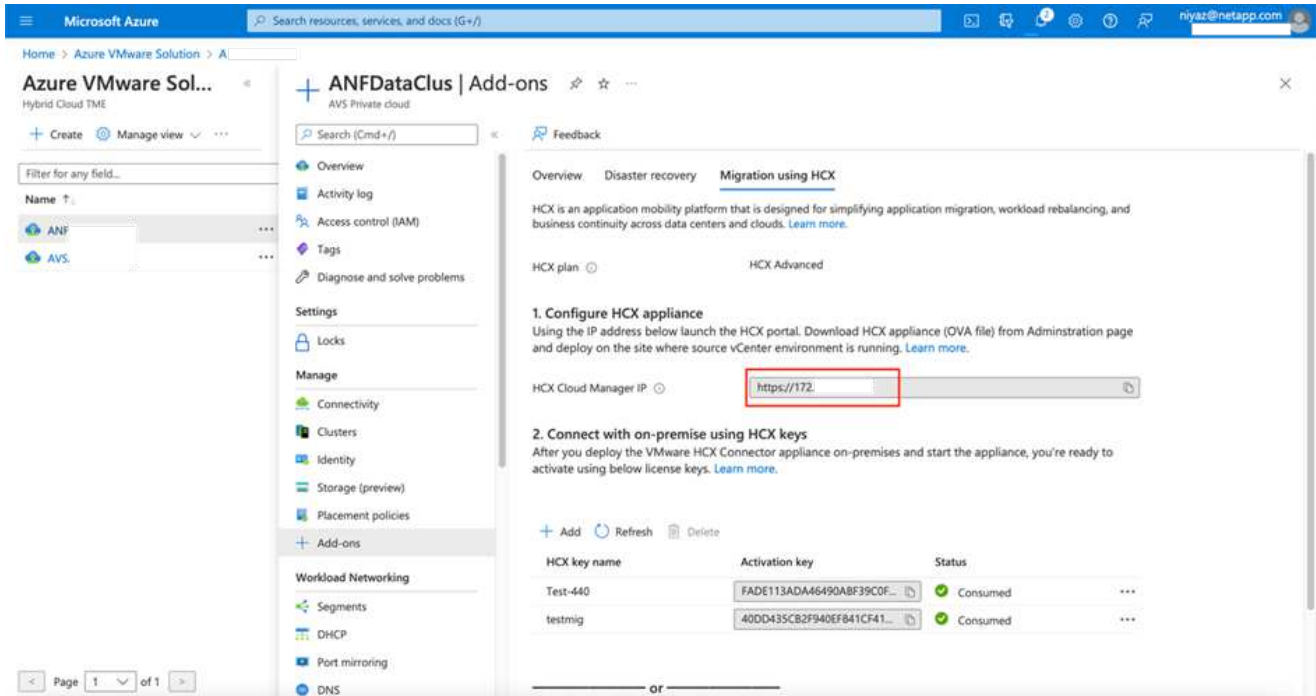 Microsoft Azure
Search resources, services, and docs (G+/)
2
niyaz@netapp.com
Home > Azure VMware Solution > A
Azure VMware Sol...
Hybrid Cloud TME
+ Create
Manage view
...
Filter for any field...
Name ↑↓
ANF
...
AVS.
...
< Page 1 of 1 >
ANFDataClus | Add-ons
...
AVS Private cloud
Search (Cmd+/)
Overview
Activity log
Access control (IAM)
Tags
Diagnose and solve problems
Settings
Locks
Manage
Connectivity
Clusters
Identity
Storage (preview)
Placement policies
Add-ons
Workload Networking
Segments
DHCP
Port mirroring
DNS
Feedback
Overview
Disaster recovery
Migration using HCX
HCX is an application mobility platform that is designed for simplifying application migration, workload rebalancing, and
business continuity across data centers and clouds. Learn more.
HCX plan
HCX Advanced
1. Configure HCX appliance
Using the IP address below launch the HCX portal. Download HCX appliance (OVA file) from Adminstration page
and deploy on the site where source vCenter environment is running. Learn more.
HCX Cloud Manager IP
https://172.
2. Connect with on-premise using HCX keys
After you deploy the VMware HCX Connector appliance on-premises and start the appliance, you're ready to
activate using below license keys. Learn more.
+ Add
Refresh
Delete
HCX key name
Activation key
Status
Test-440
FADE113ADA46490ABF39C0F...
Consumed
...
testmig
40DD435CB2F940EF841CF41...
Consumed
...
or